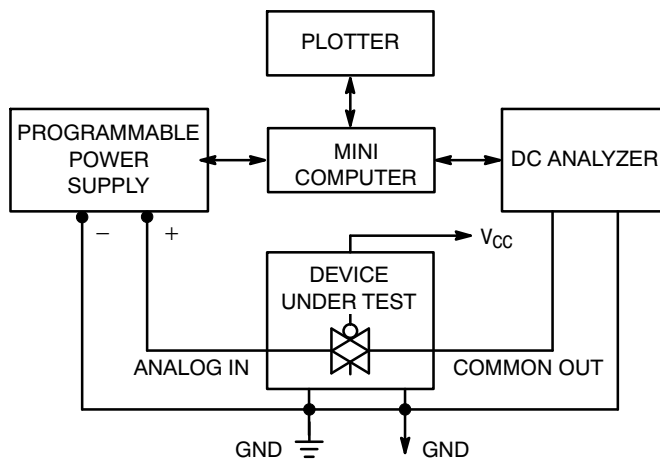 PLOTTER
PROGRAMMABLE
POWER
SUPPLY
MINI
COMPUTER
DC ANALYZER
– +
VCC
DEVICE
UNDER TEST
ANALOG IN
COMMON OUT
GND
GND